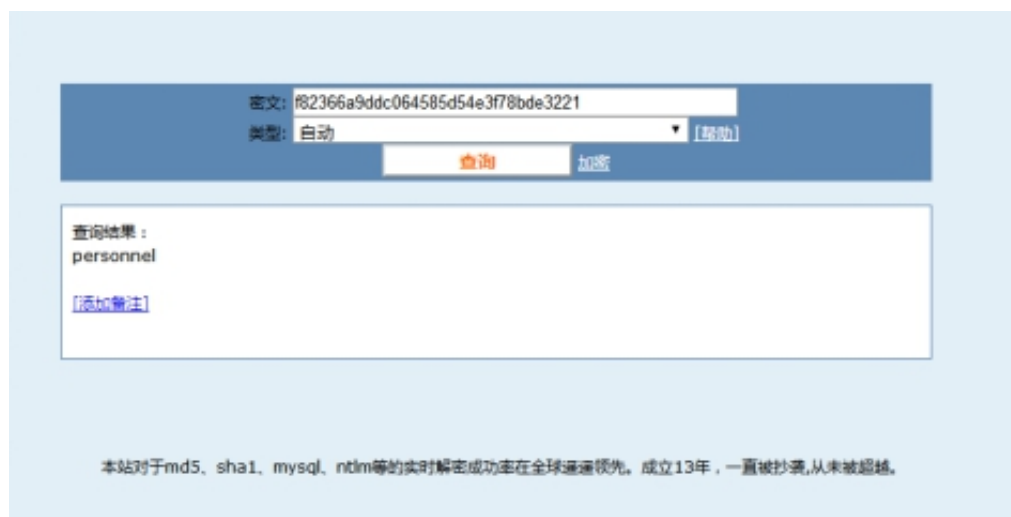 密文: f82366a9ddc064585d54e3f78bde3221
类型: 自动 ▼ [帮助]
查询 加密
查询结果：
personnel
[添加备注]
本站对于md5、sha1、mysql、ntlm等的实时解密成功率在全球遥遥领先。成立13年，一直被抄袭,从未被超越。